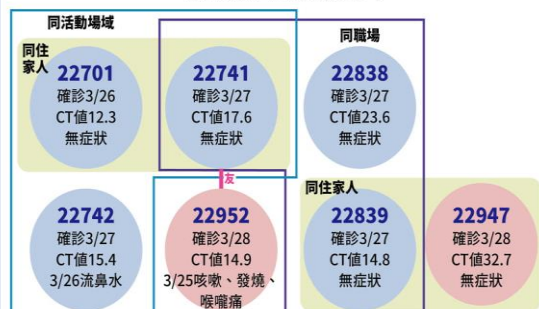 同活動場域
同職場
同住
家人
22701
確診3/26
CT值12.3
無症狀
22741
確診3/27
CT值17.6
無症狀
22838
確診3/27
CT值23.6
無症狀
友
同住家人
22742
確診3/27
CT值15.4
3/26流鼻水
22952
確診3/28
CT值14.9
3/25咳嗽、發燒、
喉嚨痛
22839
確診3/27
CT值14.8
無症狀
22947
確診3/28
CT值32.7
無症狀